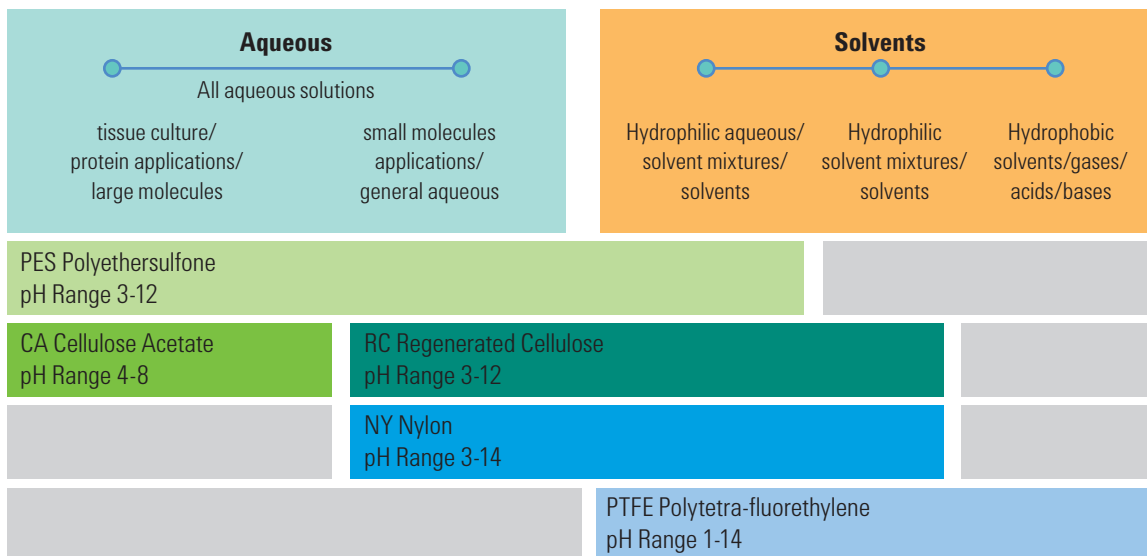 Aqueous
All aqueous solutions
tissue culture/
protein applications/
large molecules
small molecules
applications/
general aqueous
Solvents
Hydrophilic aqueous/
solvent mixtures/
solvents
Hydrophilic
solvent mixtures/
solvents
Hydrophobic
solvents/gases/
acids/bases
PES Polyethersulfone
pH Range 3-12
CA Cellulose Acetate
pH Range 4-8
RC Regenerated Cellulose
pH Range 3-12
NY Nylon
pH Range 3-14
PTFE Polytetra-fluorethylene
pH Range 1-14